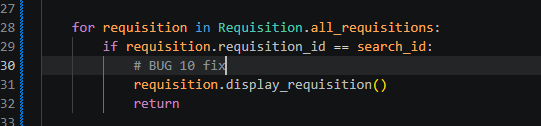 27
28 for requisition in Requisition.all_requisitions:
29 if requisition.requisition_id == search_id:
30 # BUG 10 fix
31 requisition.display_requisition()
32 return
33